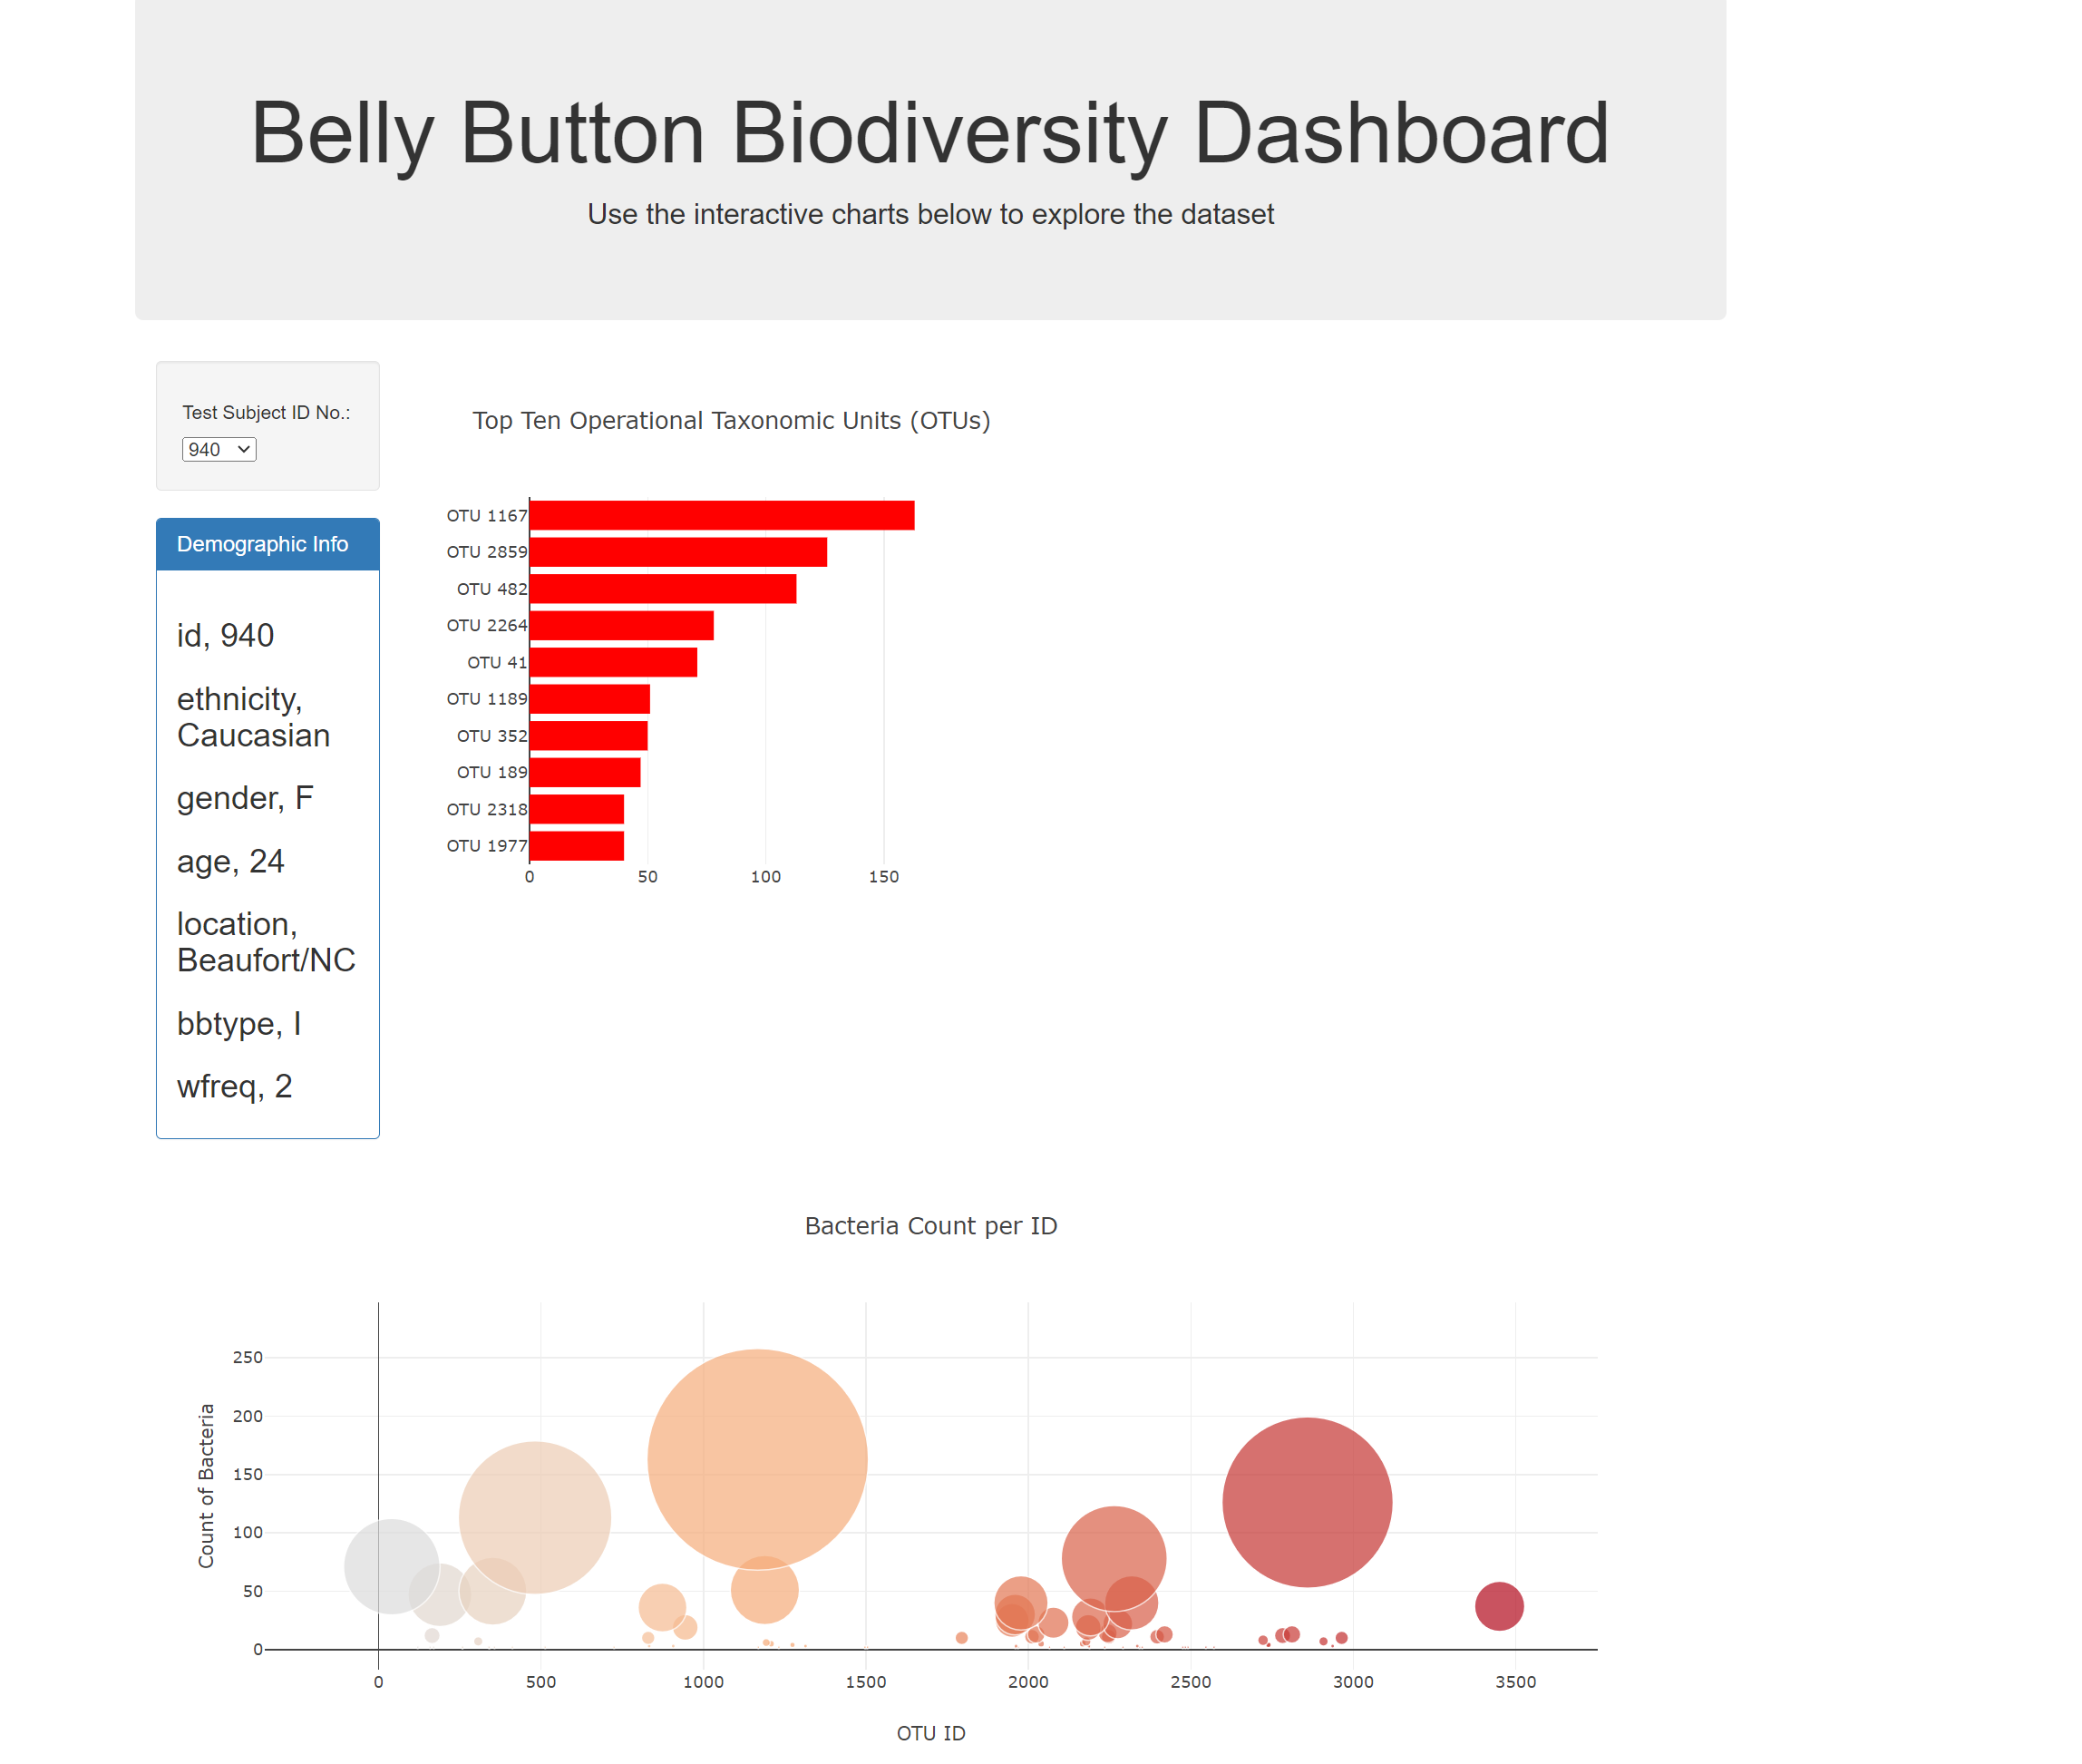 Belly Button Biodiversity Dashboard
Use the interactive charts below to explore the dataset
Test Subject ID No.:
940
Demographic Info
id, 940
ethnicity,
Caucasian
gender, F
age, 24
location,
Beaufort/NC
bbtype, I
wfreq, 2
Top Ten Operational Taxonomic Units (OTUs)
OTU 1167
OTU 2859
OTU 482
OTU 2264
OTU 41
OTU 1189
OTU 352
OTU 189
OTU 2318
OTU 1977
0 50 100 150
Bacteria Count per ID
Count of Bacteria
250
200
150
100
50
0
0 500 1000 1500 2000 2500 3000 3500
OTU ID